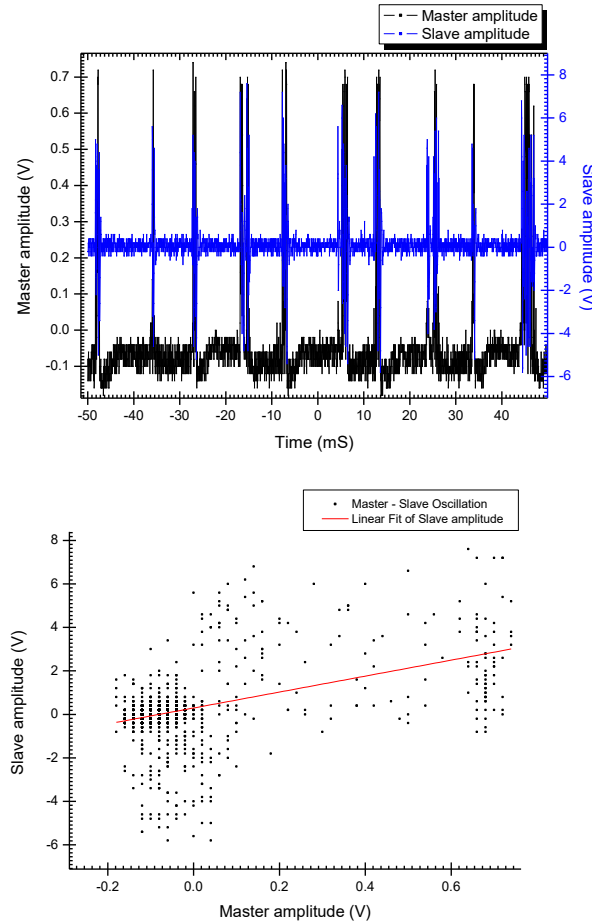 Master amplitude
Slave amplitude
0.7
0.6
0.5
0.4
0.3
0.2
0.1
0.0
-0.1
Master amplitude (V)
8
6
4
2
0
-2
-4
-6
Slave amplitude (V)
-50 -40 -30 -20 -10 0 10 20 30 40
Time (mS)
Master - Slave Oscillation
Linear Fit of Slave amplitude
8
6
4
2
0
-2
-4
-6
Slave amplitude (V)
-0.2 0.0 0.2 0.4 0.6
Master amplitude (V)